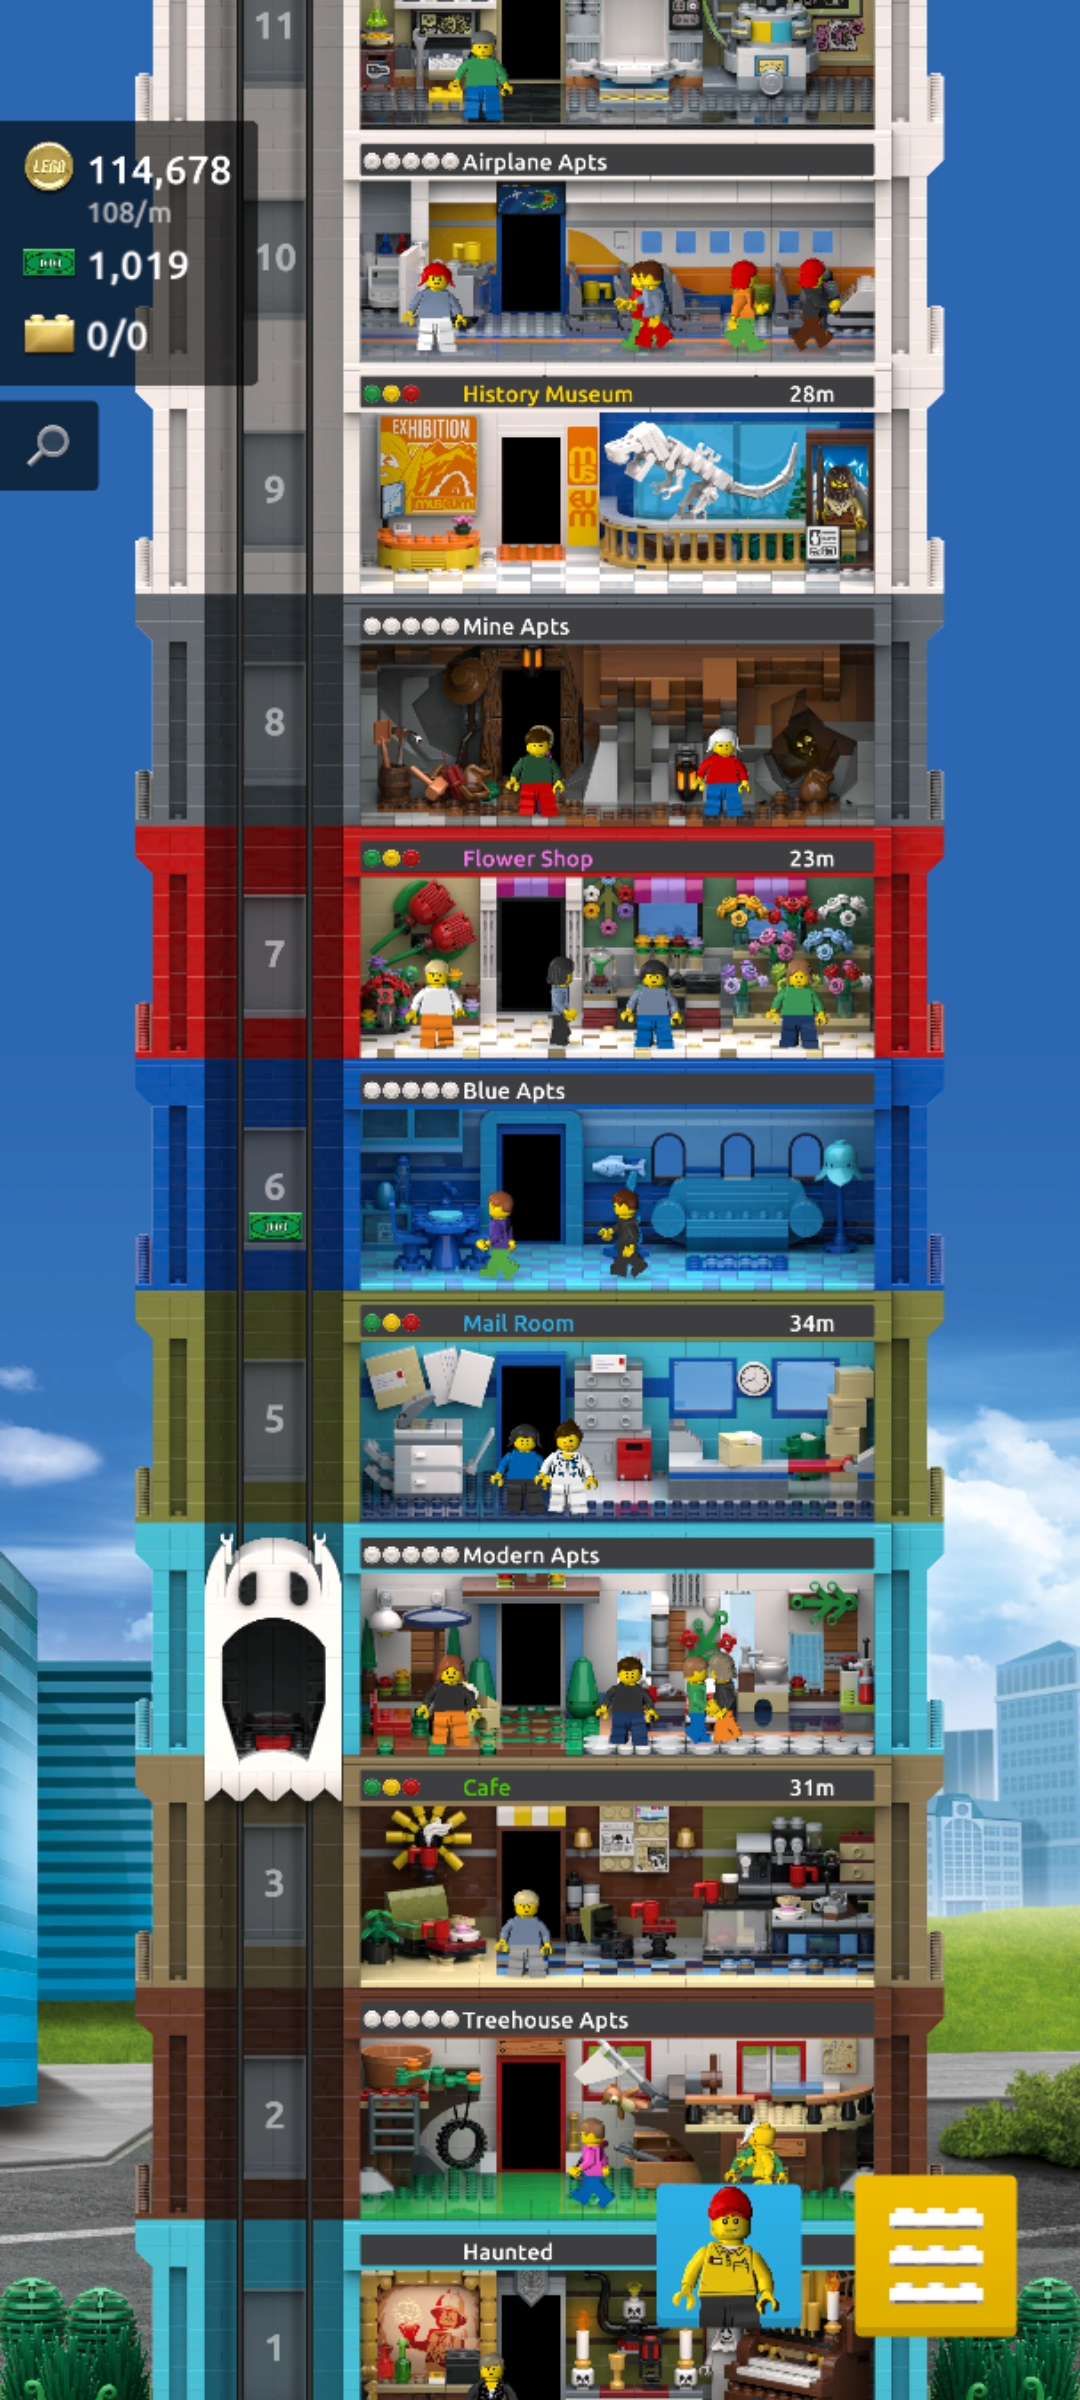 11
LEGO
114,678
108/m
1,019
0/0
Airplane Apts
10
History Museum 28m
EXHIBITION
museum
mus
eum
9
Mine Apts
8
Flower Shop 23m
7
Blue Apts
6
Mail Room 34m
5
Modern Apts
Cafe 31m
3
Treehouse Apts
2
Haunted
1